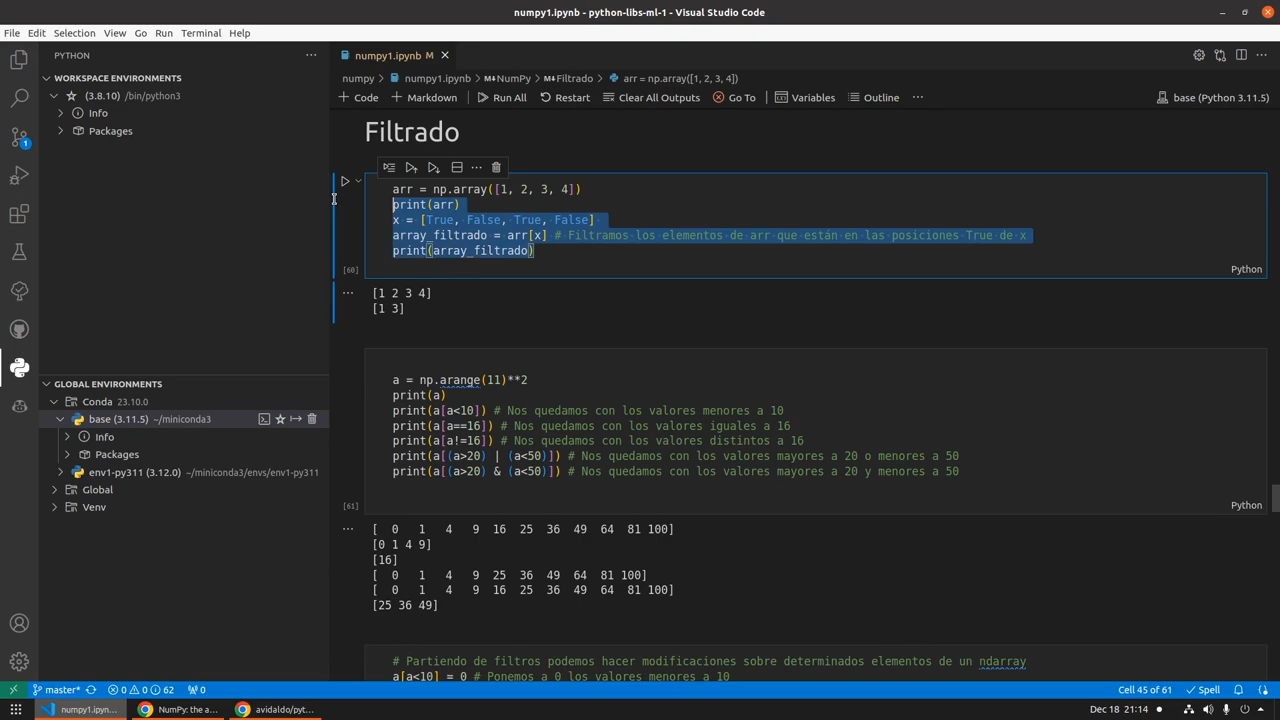 numpy1.ipynb - python-libs-ml-1 - Visual Studio Code
File Edit Selection View Go Run Terminal Help
PYTHON
WORKSPACE ENVIRONMENTS
(3.8.10) /bin/python3
Info
Packages
GLOBAL ENVIRONMENTS
Conda 23.10.0
base (3.11.5) ~/miniconda3
Info
Packages
env1-py311 (3.12.0) ~/miniconda3/envs/env1-py311
Global
Venv
numpy1.ipynb M
numpy > numpy1.ipynb > NumPy > Filtrado > arr = np.array([1, 2, 3, 4])
Code Markdown Run All Restart Clear All Outputs Go To Variables Outline ··· base (Python 3.11.5)
Filtrado
arr = np.array([1, 2, 3, 4])
print(arr)
x = [True, False, True, False]
array_filtrado = arr[x] # Filtramos los elementos de arr que están en las posiciones True de x
print(array_filtrado)
[60] Python
[1 2 3 4]
[1 3]
a = np.arange(11)**2
print(a)
print(a[a<10]) # Nos quedamos con los valores menores a 10
print(a[a==16]) # Nos quedamos con los valores iguales a 16
print(a[a!=16]) # Nos quedamos con los valores distintos a 16
print(a[(a>20) | (a<50)]) # Nos quedamos con los valores mayores a 20 o menores a 50
print(a[(a>20) & (a<50)]) # Nos quedamos con los valores mayores a 20 y menores a 50
[61] Python
[ 0 1 4 9 16 25 36 49 64 81 100]
[0 1 4 9]
[16]
[ 0 1 4 9 25 36 49 64 81 100]
[ 0 1 4 9 16 25 36 49 64 81 100]
[25 36 49]
# Partiendo de filtros podemos hacer modificaciones sobre determinados elementos de un ndarray
a[a<10] = 0 # Ponemos a 0 los valores menores a 10
1
master* 0 0 62 0 Cell 45 of 61 Spell
numpy1.ipyn... NumPy: the a... avidaldo/pyt... Dec 18 21:14